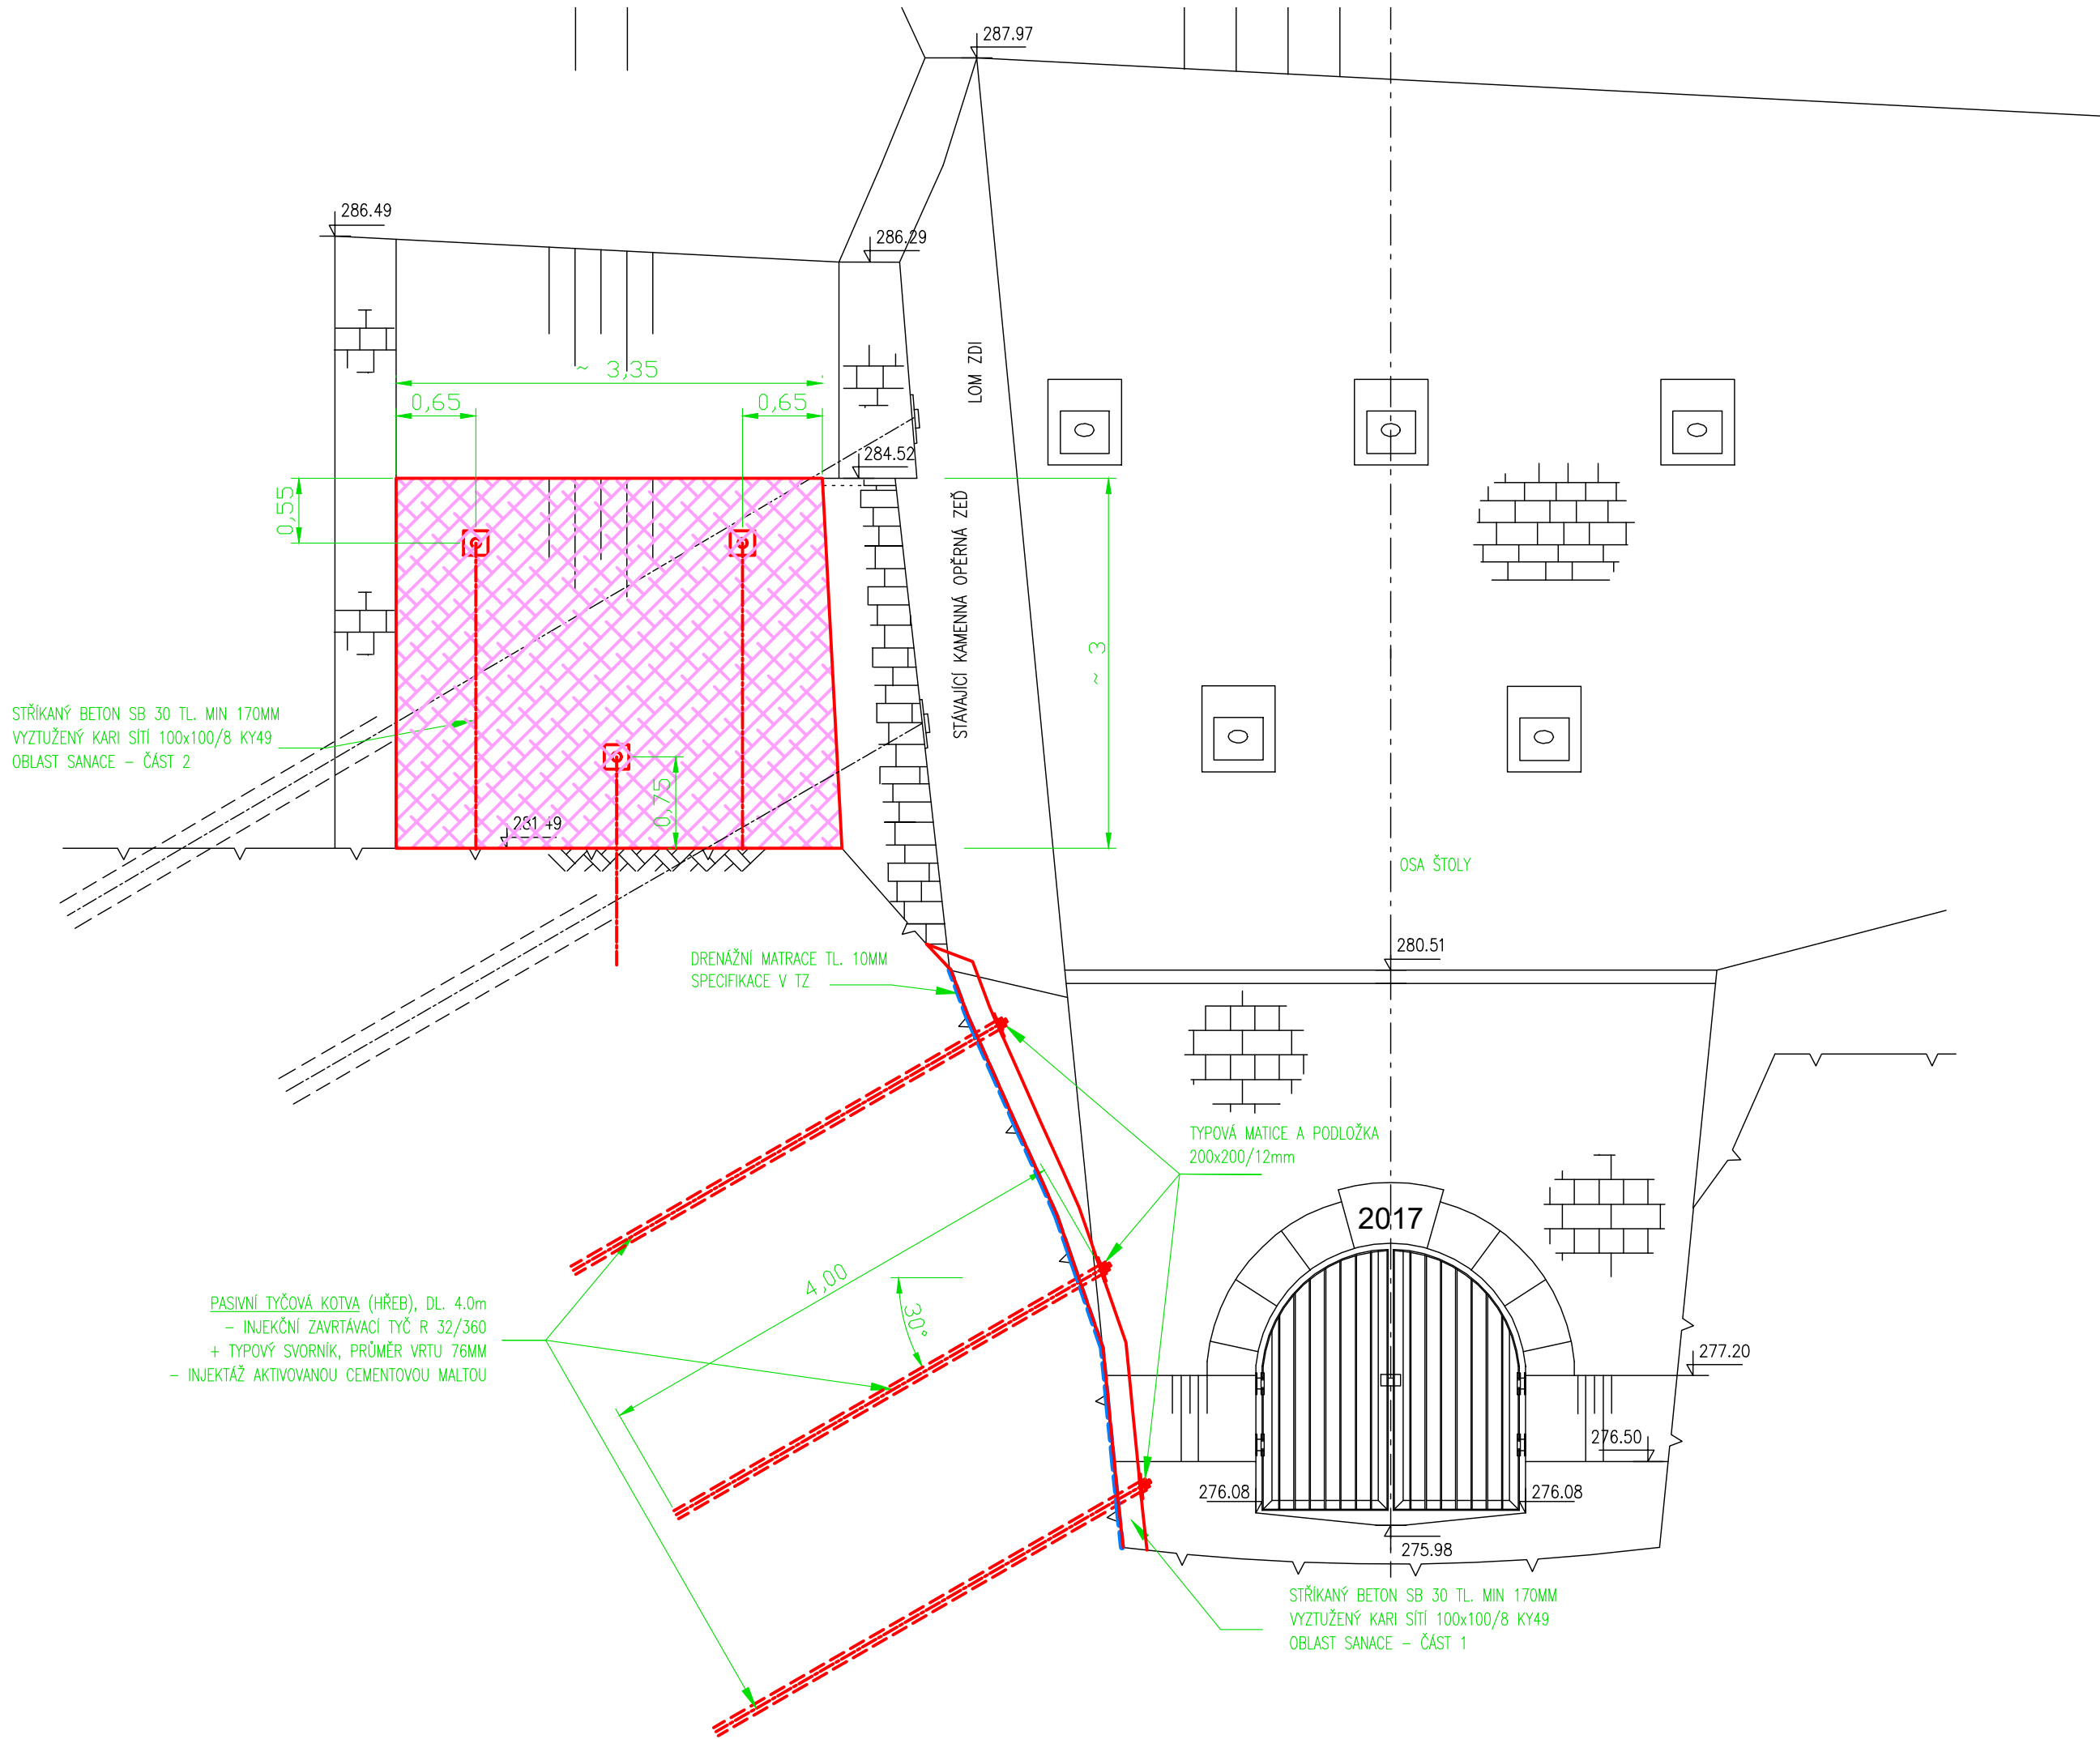 287.97
286.49
286.29
~ 3,35
0,65
0,65
LOM ZDI
284.52
0,55
STÁVAJÍCÍ KAMENNÁ OPĚRNÁ ZEĎ
~ 3
STŘÍKANÝ BETON SB 30 TL. MIN 170MM
VYZTUŽENÝ KARI SÍTÍ 100x100/8 KY49
OBLAST SANACE – ČÁST 2
0,75
281.49
OSA ŠTOLY
280.51
DRENÁŽNÍ MATRACE TL. 10MM
SPECIFIKACE V TZ
TYPOVÁ MATICE A PODLOŽKA
200x200/12mm
2017
4,00
30°
PASIVNÍ TYČOVÁ KOTVA (HŘEB), DL. 4.0m
– INJEKČNÍ ZAVRTÁVACÍ TYČ R 32/360
+ TYPOVÝ SVORNÍK, PRŮMĚR VRTU 76MM
– INJEKTÁŽ AKTIVOVANOU CEMENTOVOU MALTOU
277.20
276.50
276.08
276.08
275.98
STŘÍKANÝ BETON SB 30 TL. MIN 170MM
VYZTUŽENÝ KARI SÍTÍ 100x100/8 KY49
OBLAST SANACE – ČÁST 1